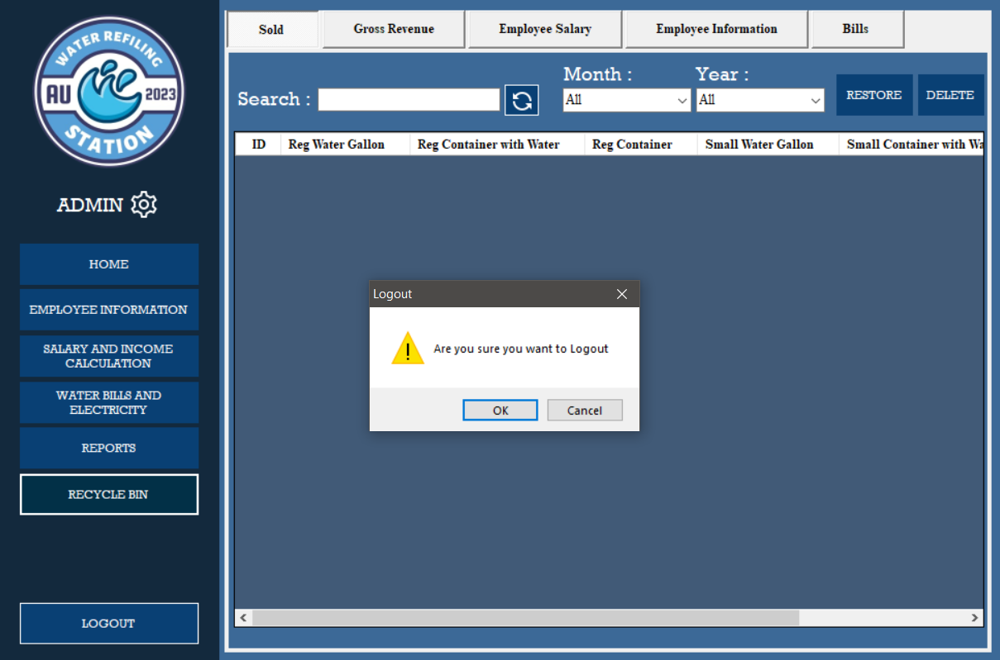 WATER REFILING
AU
2023
STATION
ADMIN
HOME
EMPLOYEE INFORMATION
SALARY AND INCOME
CALCULATION
WATER BILLS AND
ELECTRICITY
REPORTS
RECYCLE BIN
LOGOUT
Sold
Gross Revenue
Employee Salary
Employee Information
Bills
Search :
Month :
All
Year :
All
RESTORE
DELETE
ID
Reg Water Gallon
Reg Container with Water
Reg Container
Small Water Gallon
Small Container with Wa
Logout
Are you sure you want to Logout
OK
Cancel